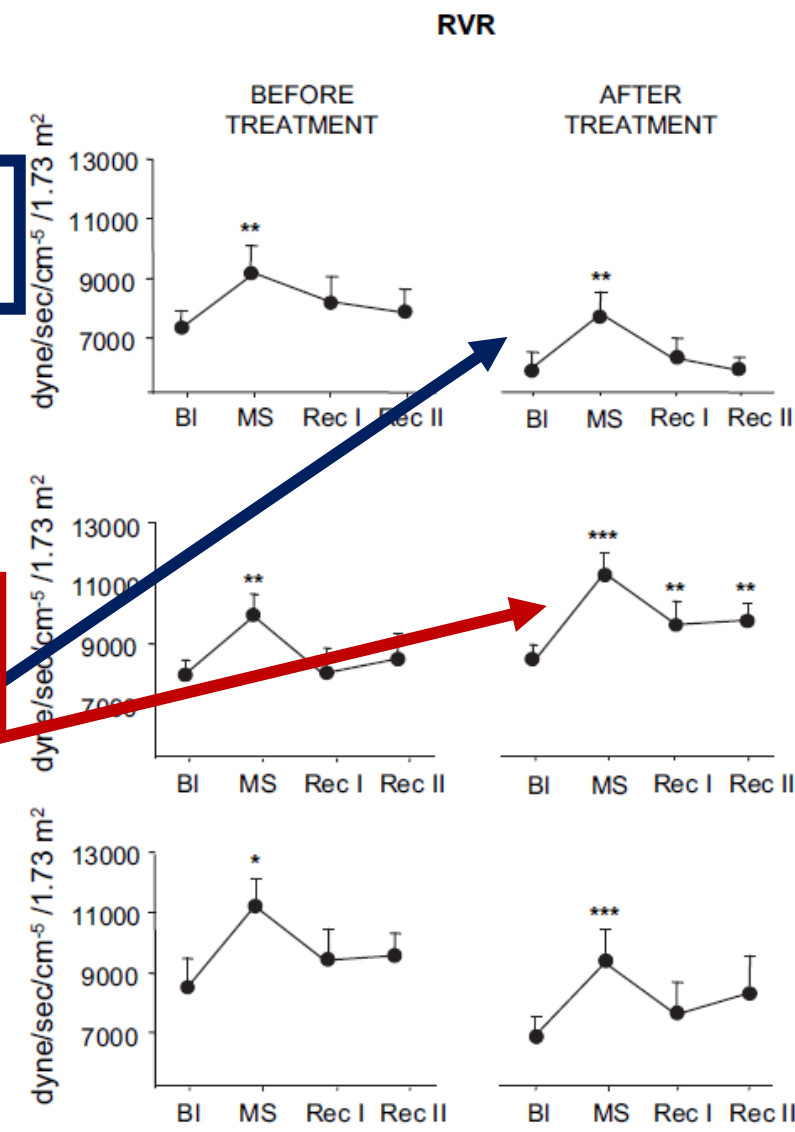 RVR
BEFORE
TREATMENT
AFTER
TREATMENT
dyne/sec/cm⁻⁵ /1.73 m²
13000
11000
9000
7000
**
**
BI MS Rec I Rec II
BI MS Rec I Rec II
dyne/sec/cm⁻⁵ /1.73 m²
13000
11000
9000
7000
**
***
**
**
BI MS Rec I Rec II
BI MS Rec I Rec II
dyne/sec/cm⁻⁵ /1.73 m²
13000
11000
9000
7000
*
***
BI MS Rec I Rec II
BI MS Rec I Rec II